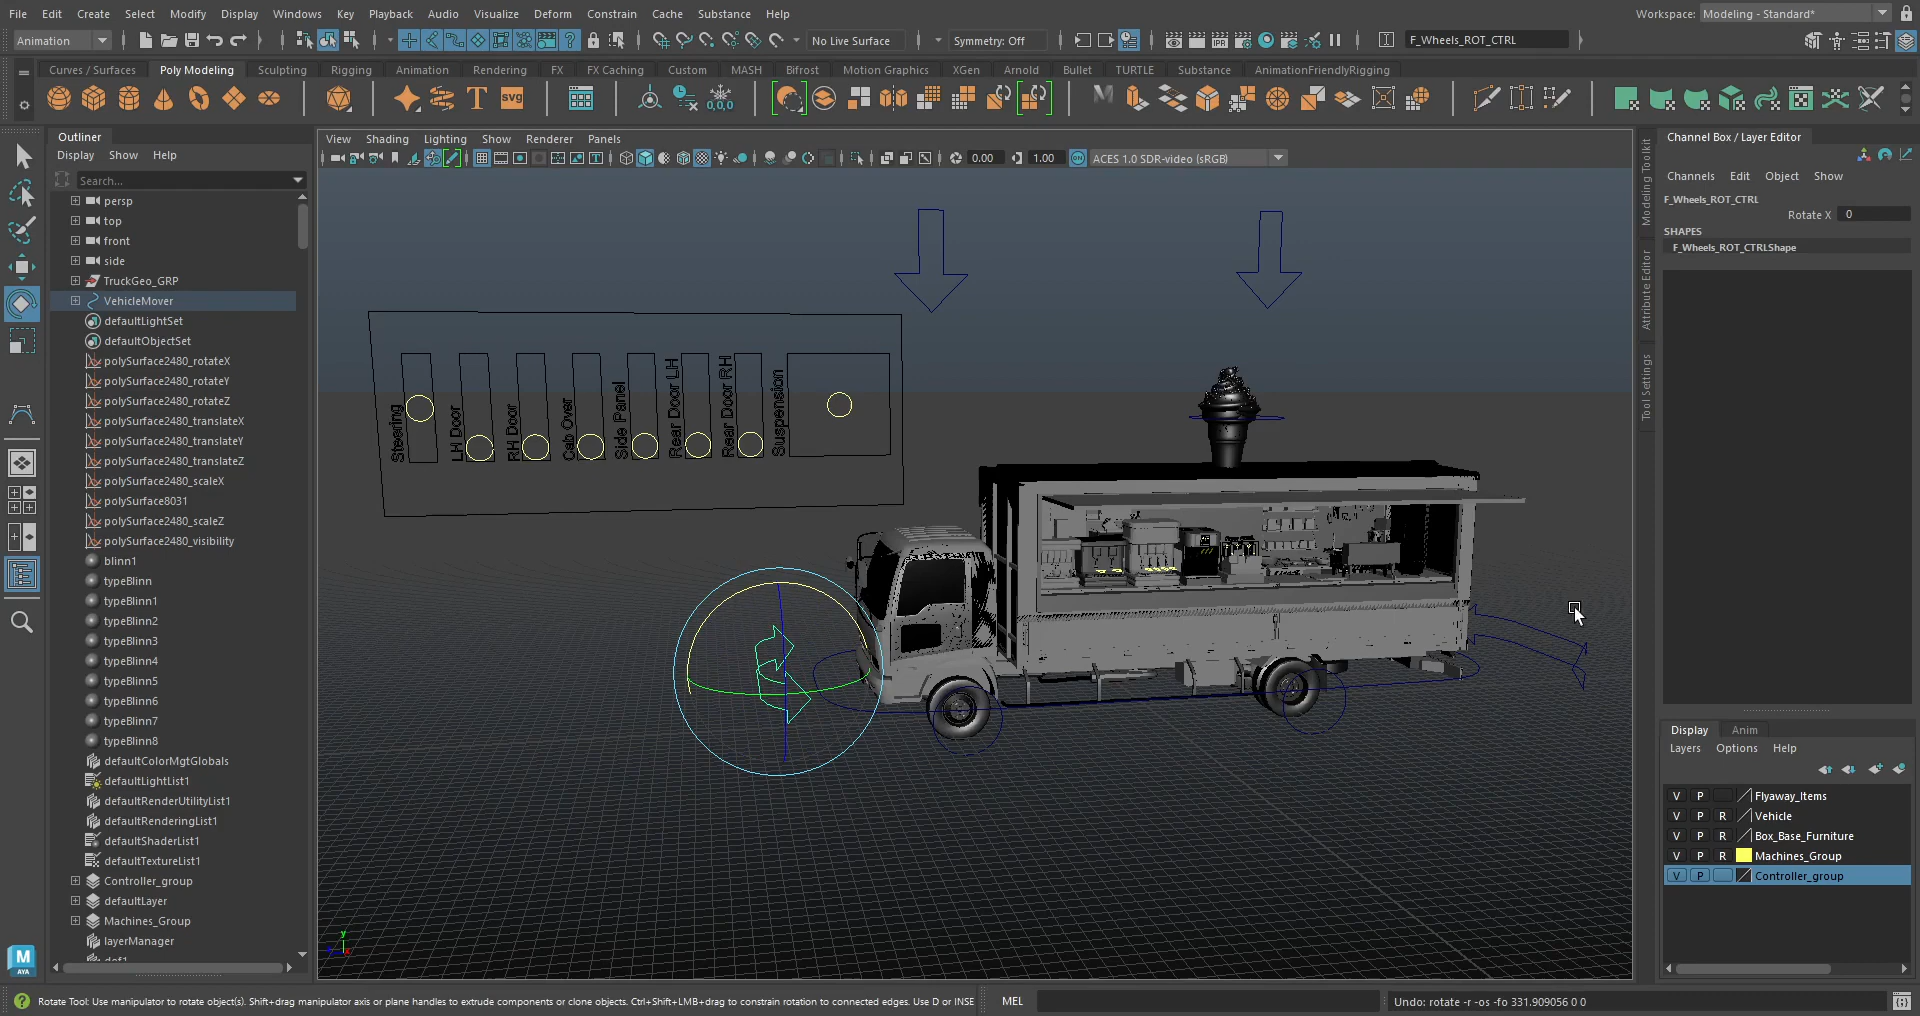 File Edit Create Select Modify Display Windows Key Playback Audio Visualize Deform Constrain Cache Substance Help
Workspace: Modeling - Standard*
Animation
No Live Surface
Symmetry: Off
F_Wheels_ROT_CTRL
Curves / Surfaces Poly Modeling Sculpting Rigging Animation Rendering FX FX Caching Custom MASH Bifrost Motion Graphics XGen Arnold Bullet TURTLE Substance AnimationFriendlyRigging
Outliner
Display Show Help
Search...
persp
top
front
side
TruckGeo_GRP
VehicleMover
defaultLightSet
defaultObjectSet
polySurface2480_rotateX
polySurface2480_rotateY
polySurface2480_rotateZ
polySurface2480_translateX
polySurface2480_translateY
polySurface2480_translateZ
polySurface2480_scaleX
polySurface8031
polySurface2480_scaleZ
polySurface2480_visibility
blinn1
typeBlinn
typeBlinn1
typeBlinn2
typeBlinn3
typeBlinn4
typeBlinn5
typeBlinn6
typeBlinn7
typeBlinn8
defaultColorMgtGlobals
defaultLightList1
defaultRenderUtilityList1
defaultRenderingList1
defaultShaderList1
defaultTextureList1
Controller_group
defaultLayer
Machines_Group
layerManager
View Shading Lighting Show Renderer Panels
0.00
1.00
ACES 1.0 SDR-video (sRGB)
Steering
LH Door
RH Door
Cab Over
Side Panel
Rear Door LH
Rear Door RH
Suspension
Modeling Toolkit
Attribute Editor
Tool Settings
Channel Box / Layer Editor
Channels Edit Object Show
F_Wheels_ROT_CTRL
Rotate X 0
SHAPES
F_Wheels_ROT_CTRLShape
Display Anim
Layers Options Help
V P Flyaway_Items
V P R Vehicle
V P R Box_Base_Furniture
V P R Machines_Group
V P Controller_group
Rotate Tool: Use manipulator to rotate object(s). Shift+drag manipulator axis or plane handles to extrude components or clone objects. Ctrl+Shift+LMB+drag to constrain rotation to connected edges. Use D or INSE
MEL
Undo: rotate -r -os -fo 331.909056 0 0